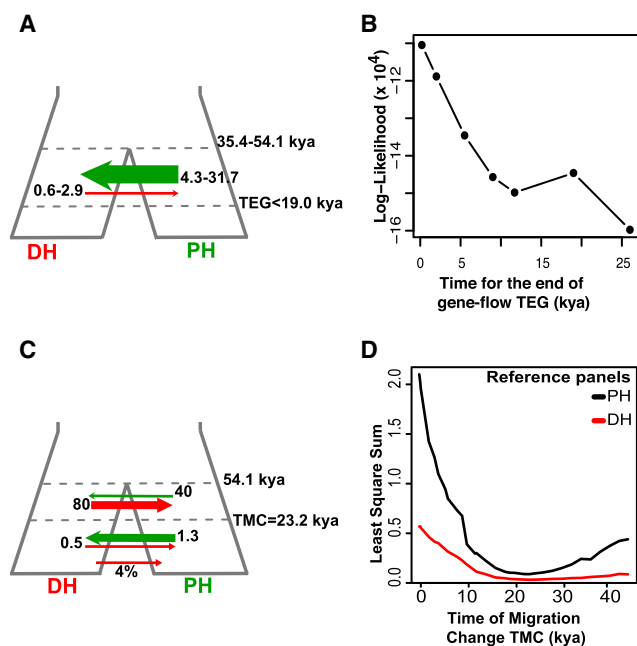 A
35.4-54.1 kya
0.6-2.9
4.3-31.7
TEG<19.0 kya
DH
PH
B
Log−Likelihood (x 10⁴)
−12
−14
−16
0
5
15
25
Time for the end of
gene-flow TEG (kya)
C
54.1 kya
40
80
TMC=23.2 kya
0.5
1.3
4%
DH
PH
D
Reference panels
PH
DH
Least Square Sum
2.0
1.5
0.5
0.0
0
10
20
30
40
Time of Migration
Change TMC (kya)